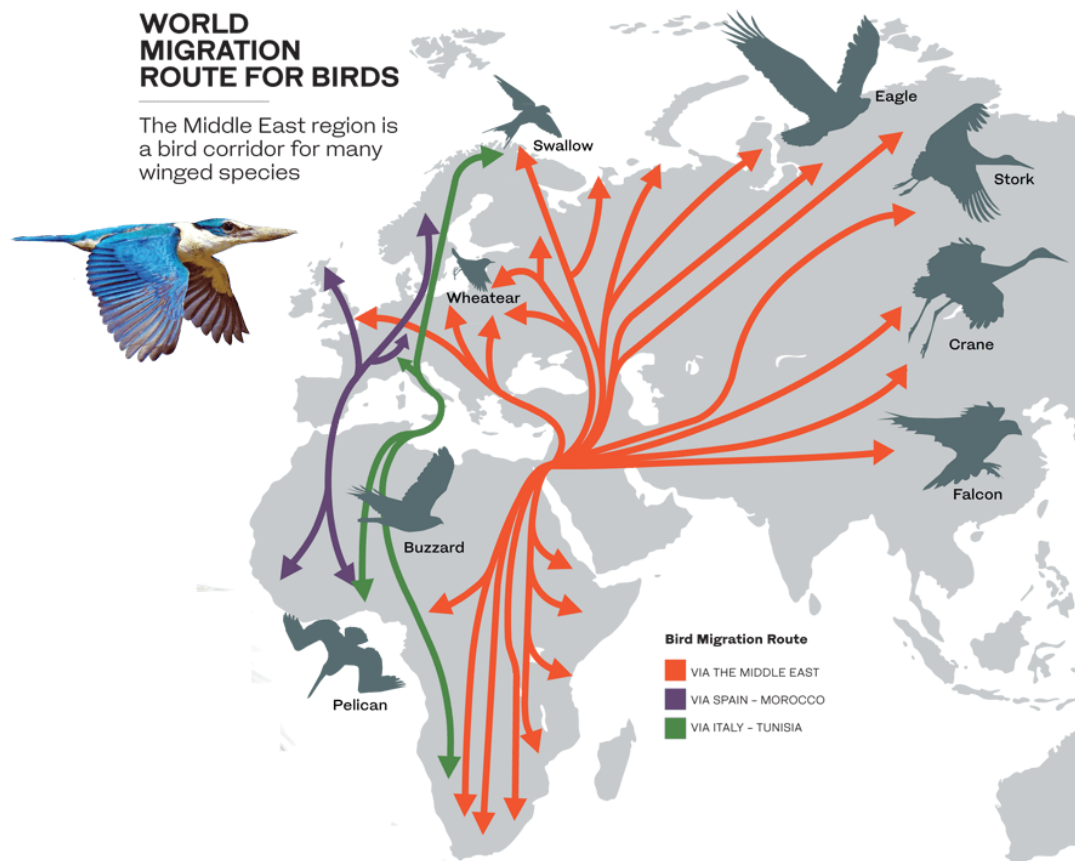 WORLD
MIGRATION
ROUTE FOR BIRDS
The Middle East region is
a bird corridor for many
winged species
Eagle
Swallow
Stork
Wheatear
Crane
Falcon
Buzzard
Pelican
Bird Migration Route
VIA THE MIDDLE EAST
VIA SPAIN – MOROCCO
VIA ITALY – TUNISIA